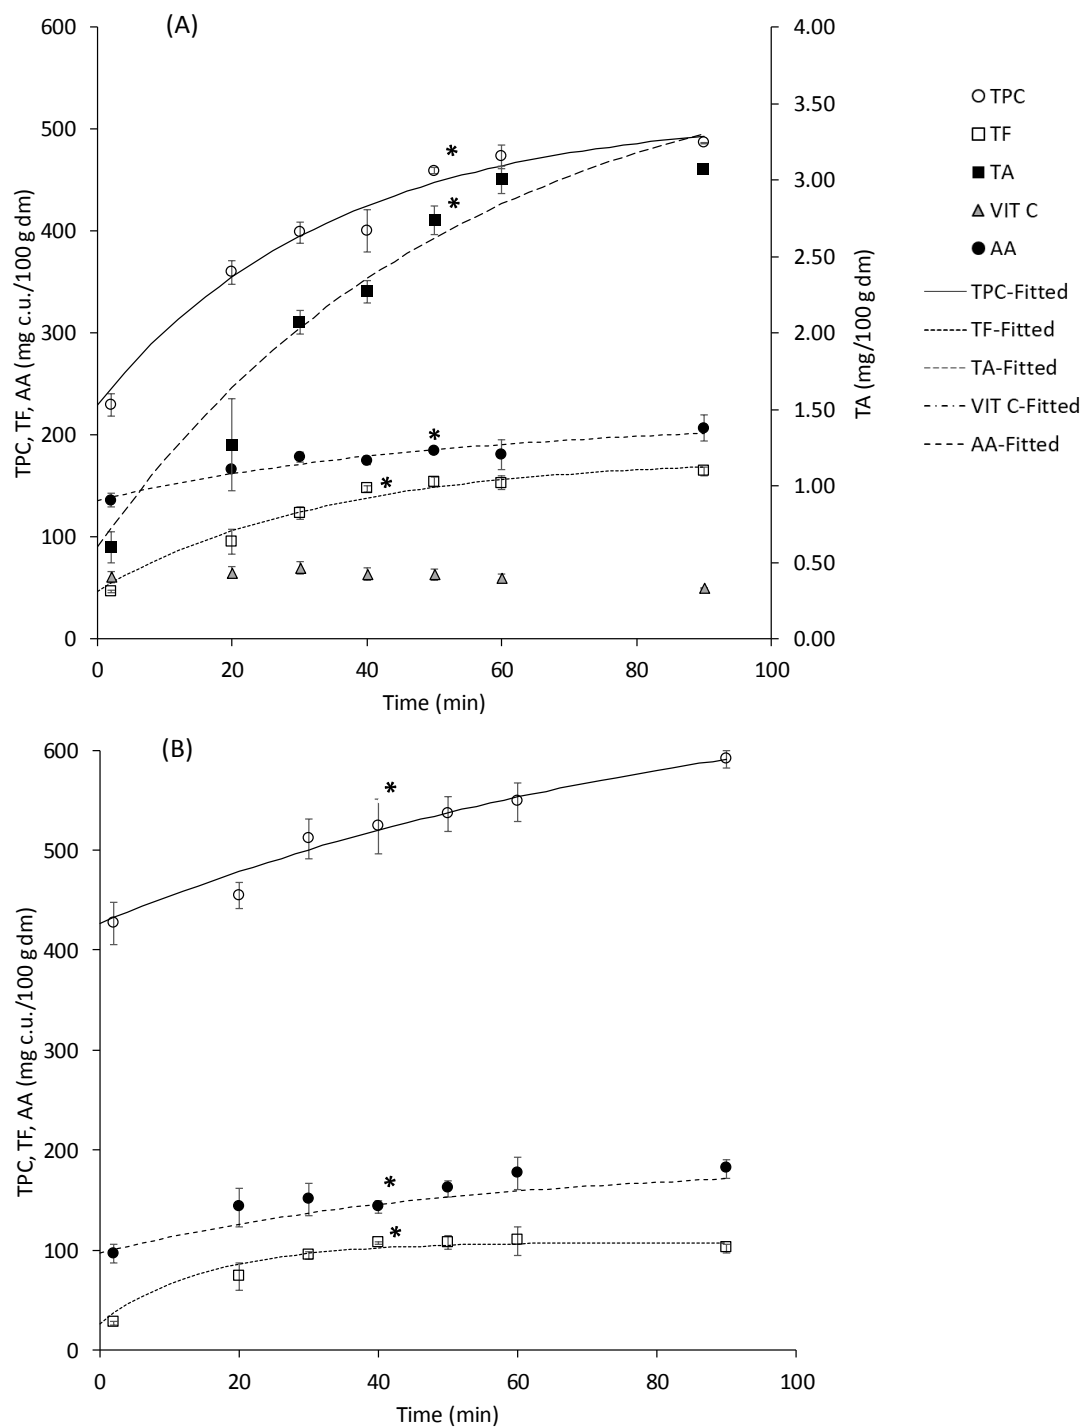 (A)
600
500
400
300
200
100
0
TPC, TF, AA (mg c.u./100 g dm)
4.00
3.50
3.00
2.50
2.00
1.50
1.00
0.50
0.00
TA (mg/100 g dm)
* 
*
*
*
0 20 40 60 80 100
Time (min)
TPC
TF
TA
VIT C
AA
TPC-Fitted
TF-Fitted
TA-Fitted
VIT C-Fitted
AA-Fitted
(B)
600
500
400
300
200
100
0
TPC, TF, AA (mg c.u./100 g dm)
*
*
*
0 20 40 60 80 100
Time (min)